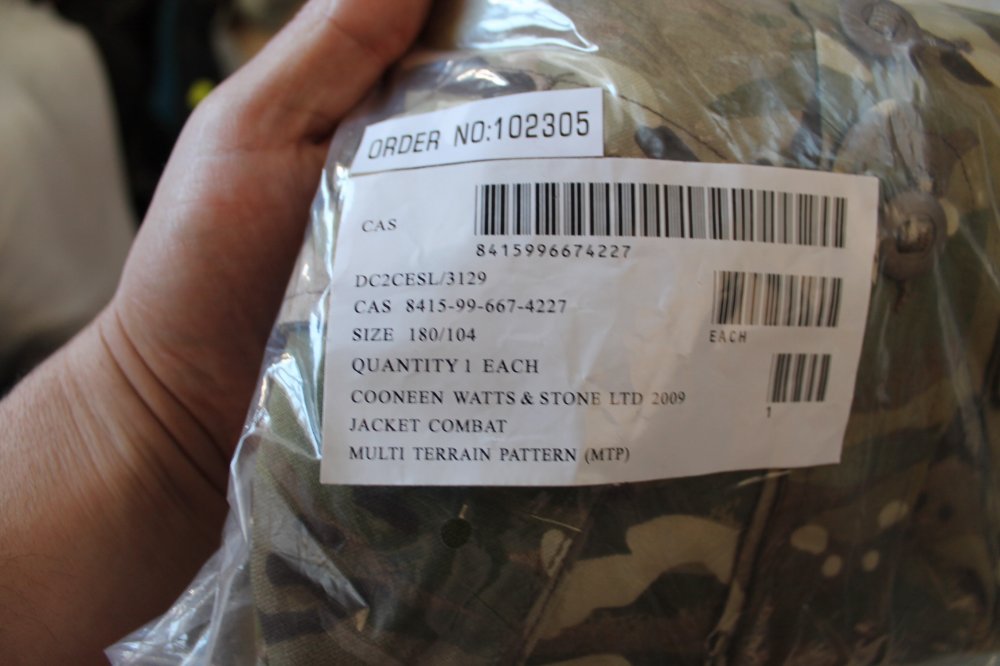 ORDER NO:102305
CAS
8415996674227
DC2CESL/3129
CAS 8415-99-667-4227
SIZE 180/104
EACH
QUANTITY 1 EACH
COONEEN WATTS & STONE LTD 2009
1
JACKET COMBAT
MULTI TERRAIN PATTERN (MTP)